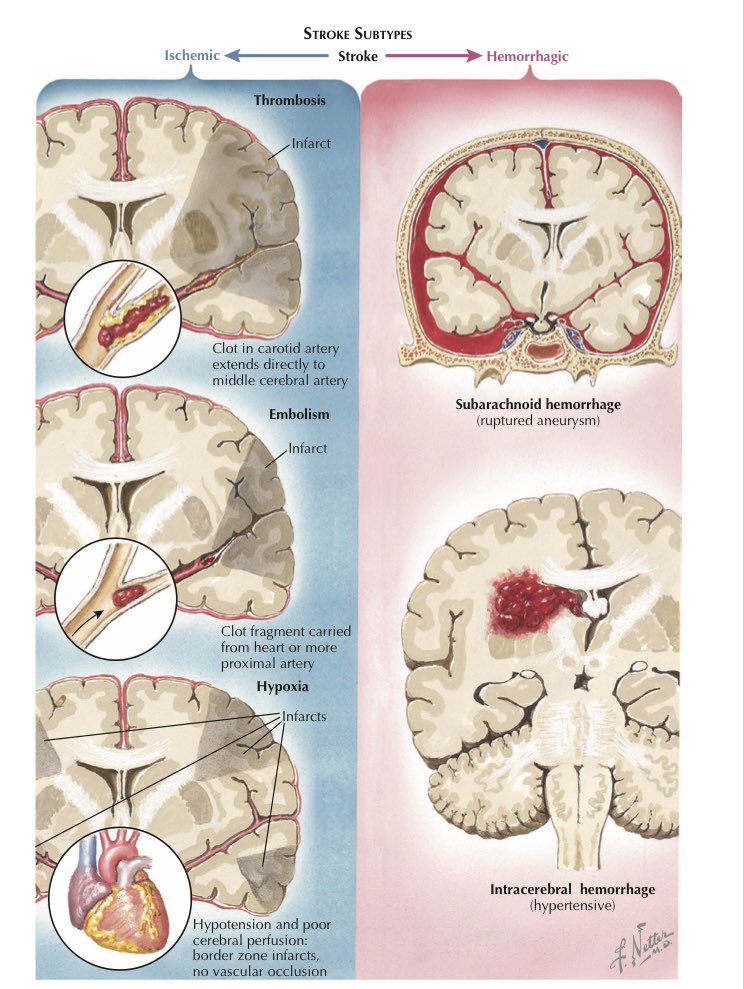 STROKE SUBTYPES
Ischemic Stroke Hemorrhagic
Thrombosis
Infarct
Clot in carotid artery
extends directly to
middle cerebral artery
Embolism
Infarct
Clot fragment carried
from heart or more
proximal artery
Hypoxia
Infarcts
Hypotension and poor
cerebral perfusion:
border zone infarcts,
no vascular occlusion
Subarachnoid hemorrhage
(ruptured aneurysm)
Intracerebral hemorrhage
(hypertensive)
F. Netter
M.D.